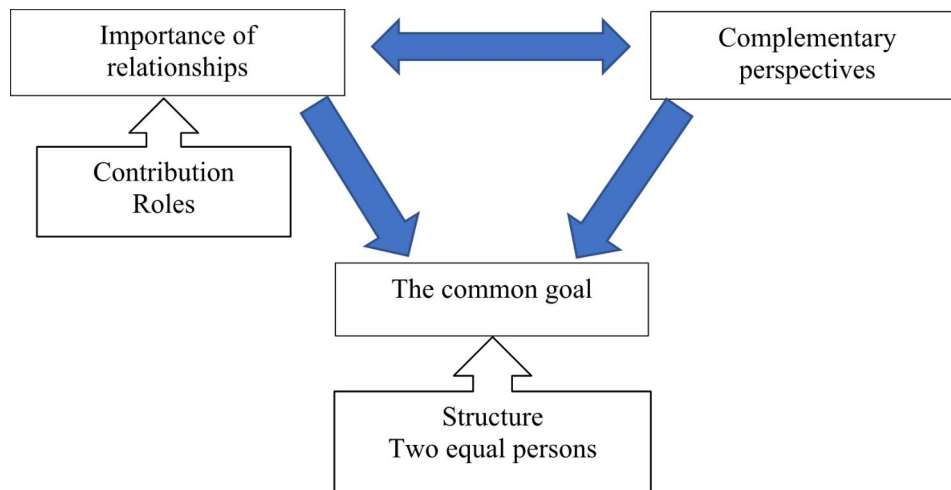 Importance of
relationships
Complementary
perspectives
Contribution
Roles
The common goal
Structure
Two equal persons